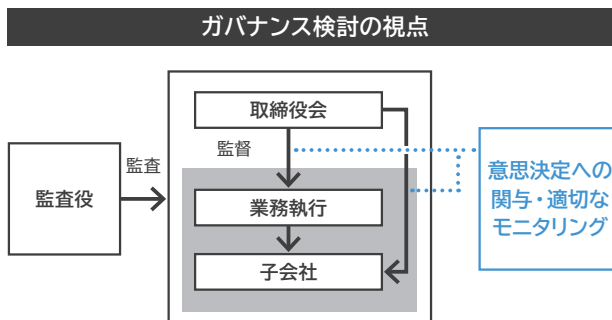 ガバナンス検討の視点
取締役会
監督
監査
監査役
業務執行
子会社
意思決定への
関与・適切な
モニタリング